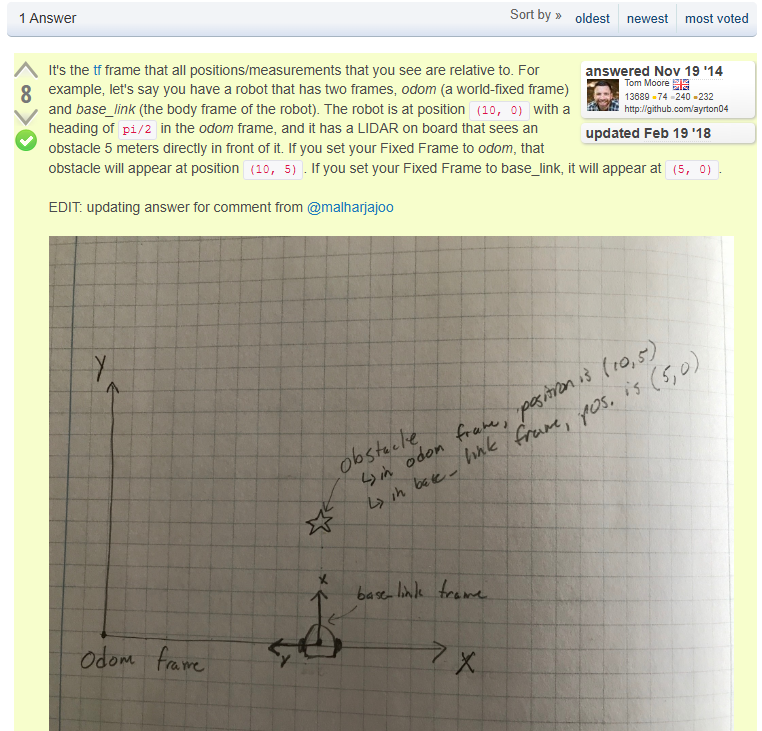 1 Answer
Sort by » oldest newest most voted
8
It's the tf frame that all positions/measurements that you see are relative to. For
example, let's say you have a robot that has two frames, odom (a world-fixed frame)
and base_link (the body frame of the robot). The robot is at position (10, 0) with a
heading of pi/2 in the odom frame, and it has a LIDAR on board that sees an
obstacle 5 meters directly in front of it. If you set your Fixed Frame to odom, that
obstacle will appear at position (10, 5) . If you set your Fixed Frame to base_link, it will appear at (5, 0) .
answered Nov 19 '14
Tom Moore
13689 74 240 232
http://github.com/ayrton04
updated Feb 19 '18
EDIT: updating answer for comment from @malharjajoo
Y
obstacle
↳ in odom frame, position is (10,5)
↳ in base_link frame, pos. is (5,0)
x
base_link frame
y
X
Odom frame